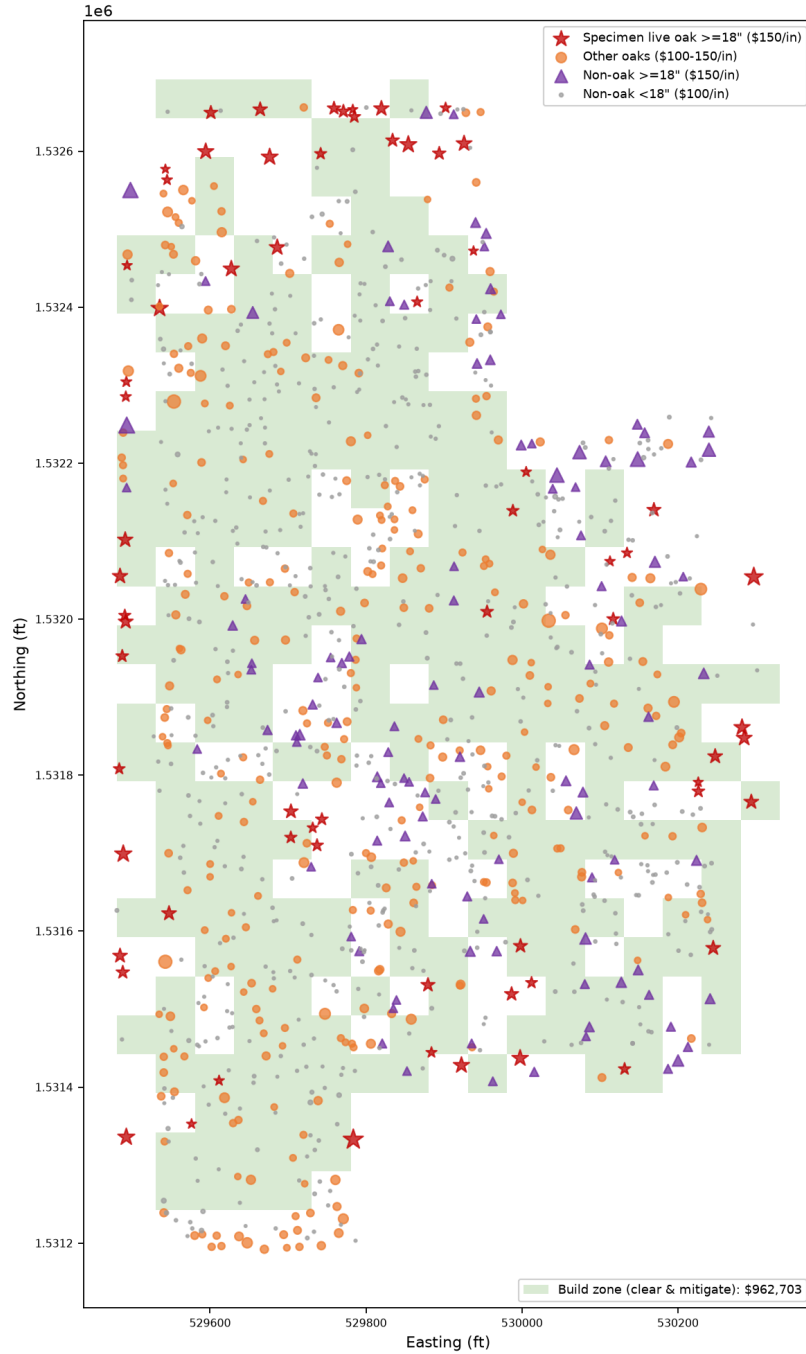 1e6
Specimen live oak >=18" ($150/in)
Other oaks ($100-150/in)
Non-oak >=18" ($150/in)
Non-oak <18" ($100/in)
1.5326
1.5324
1.5322
1.5320
1.5318
1.5316
1.5314
1.5312
Northing (ft)
Build zone (clear & mitigate): $962,703
529600 529800 530000 530200
Easting (ft)